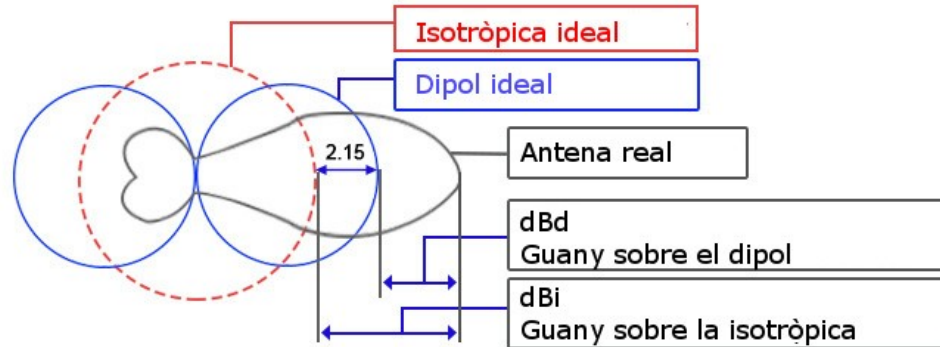 Isotròpica ideal
Dipol ideal
2.15
Antena real
dBd
Guany sobre el dipol
dBi
Guany sobre la isotròpica